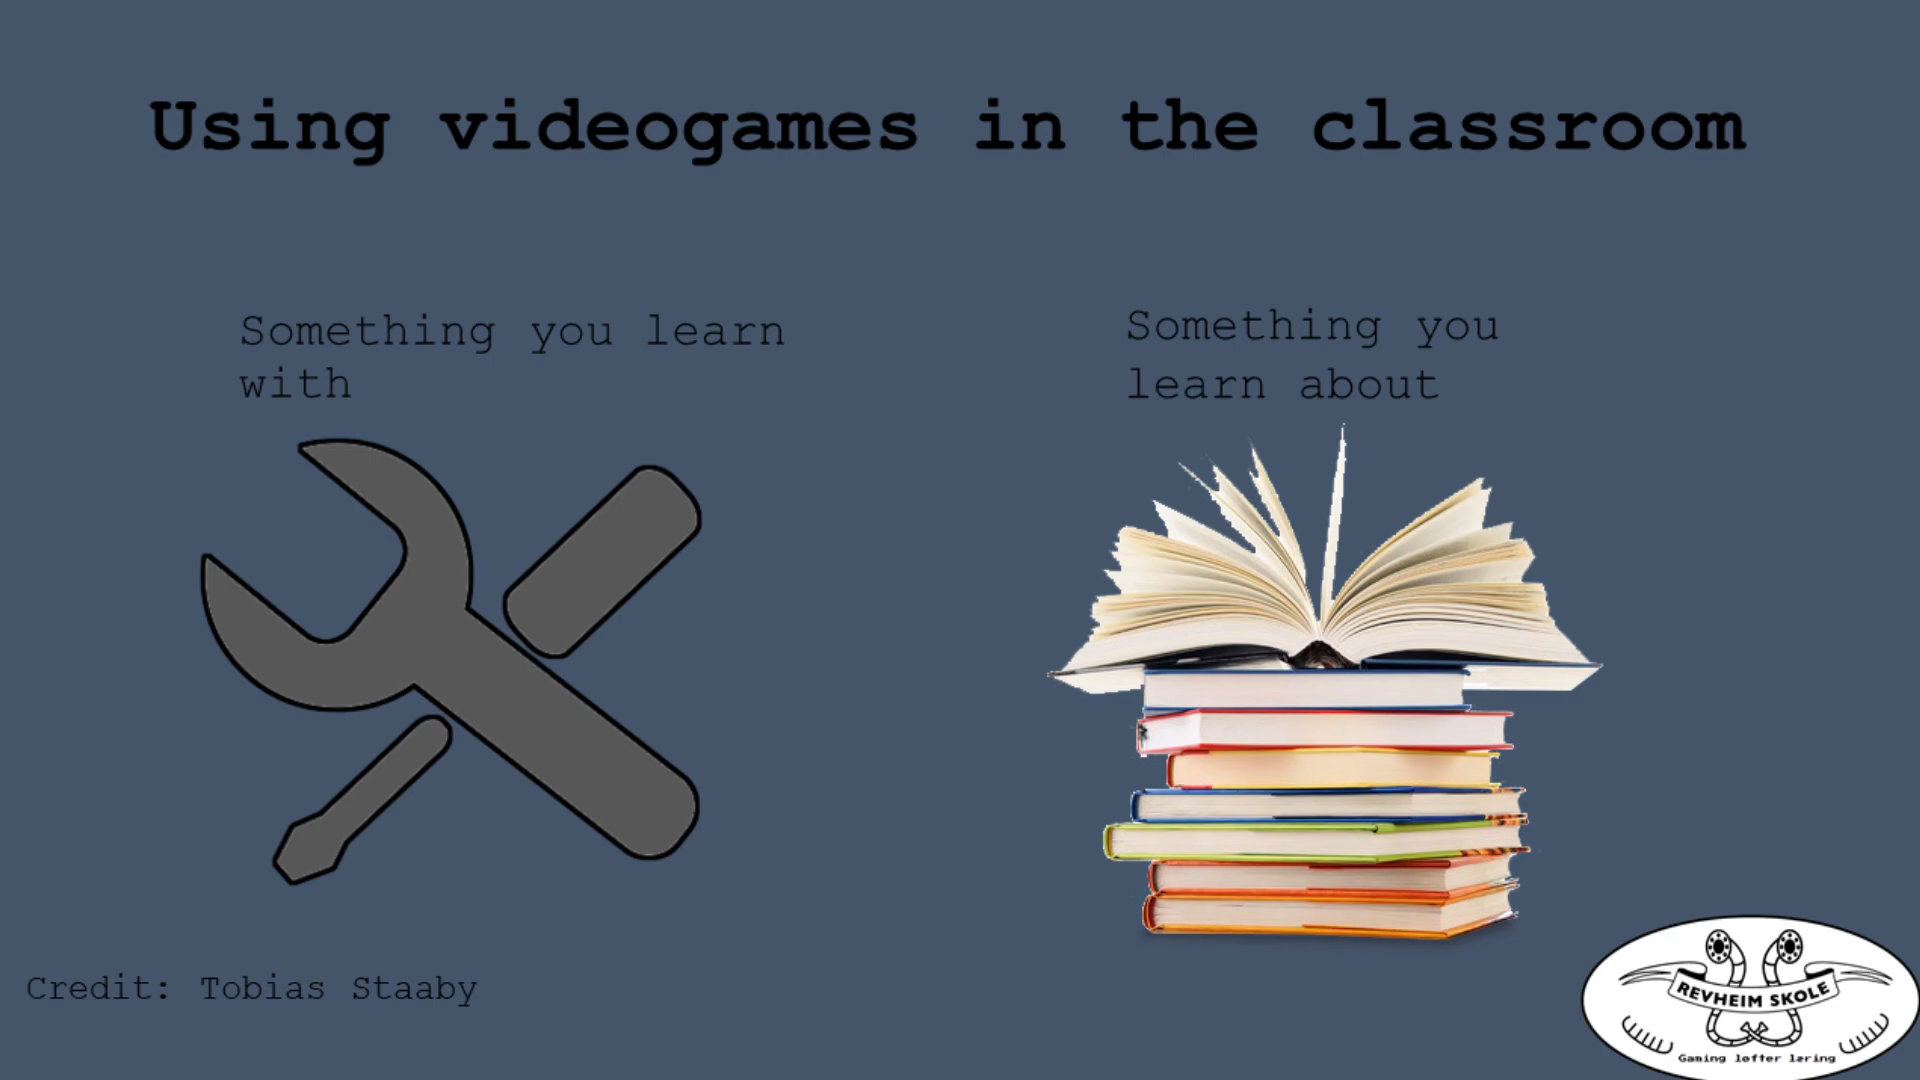 Using videogames in the classroom
Something you learn
with
Something you
learn about
Credit: Tobias Staaby
REVHEIM SKOLE
Gaming løfter læring